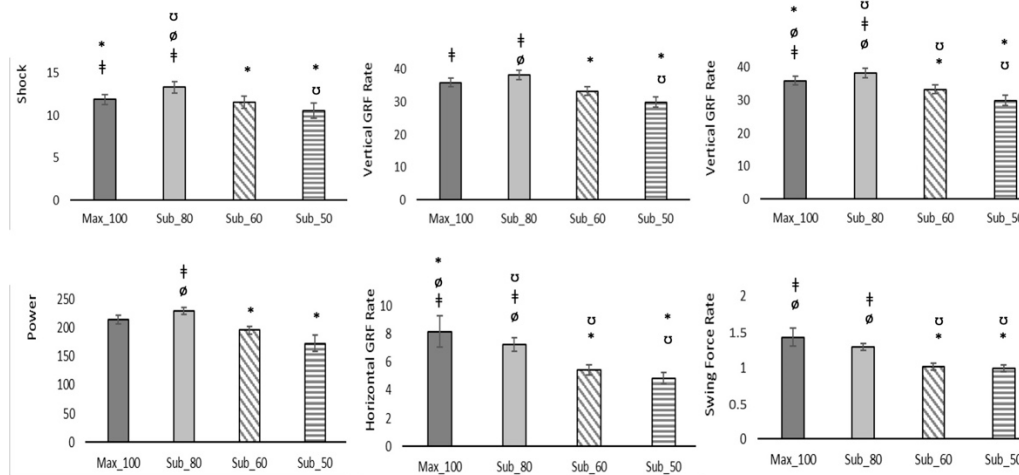 Shock
15
10
5
0
*
ǂ
ʊ
ø
ǂ
*
*
ʊ
Max_100 Sub_80 Sub_60 Sub_50
Vertical GRF Rate
40
30
20
10
0
ǂ
ǂ
ø
*
*
ʊ
Max_100 Sub_80 Sub_60 Sub_50
Vertical GRF Rate
40
30
20
10
0
*
ø
ǂ
ʊ
ǂ
ø
ʊ
*
*
ʊ
Max_100 Sub_80 Sub_60 Sub_50
Power
250
200
150
100
50
0
ǂ
ø
*
*
Max_100 Sub_80 Sub_60 Sub_50
Horizontal GRF Rate
10
8
6
4
2
0
*
ø
ǂ
ʊ
ǂ
ø
ʊ
*
*
ʊ
Max_100 Sub_80 Sub_60 Sub_50
Swing Force Rate
2
1.5
1
0.5
0
ǂ
ø
ǂ
ø
ʊ
*
ʊ
*
Max_100 Sub_80 Sub_60 Sub_50